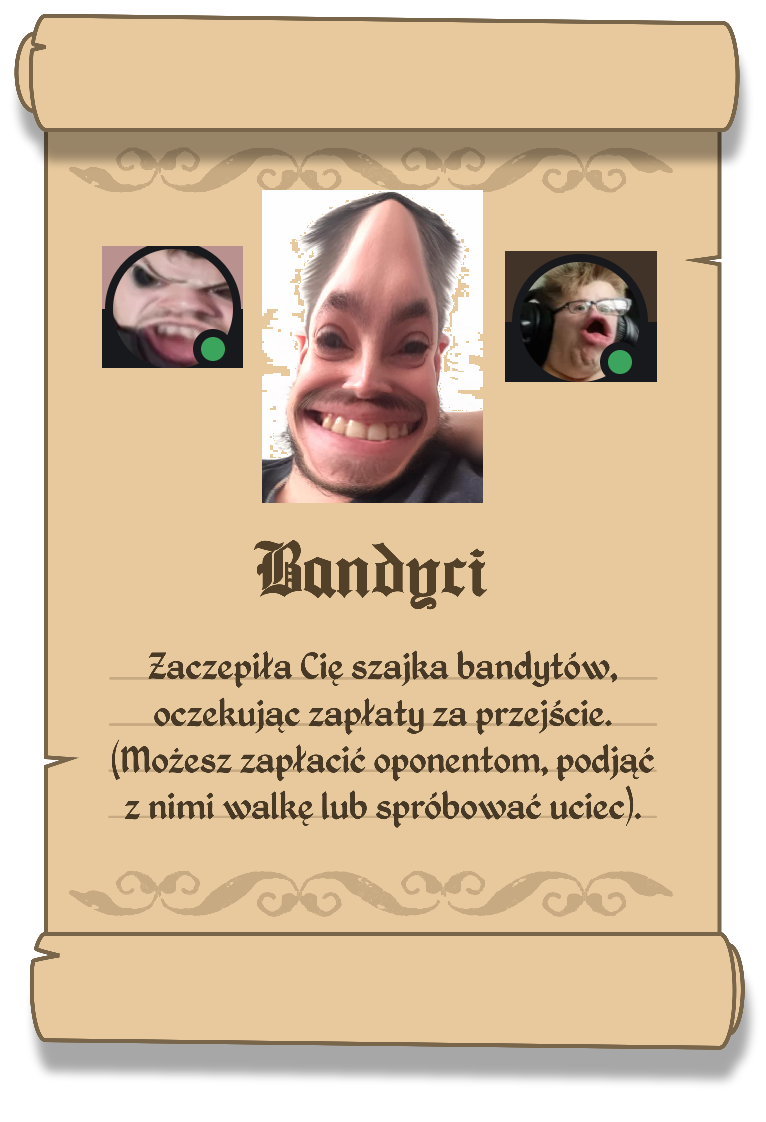 Bandyci
Zaczepiła Cię szajka bandytów,
oczekując zapłaty za przejście.
(Możesz zapłacić oponentom, podjąć
z nimi walkę lub spróbować uciec).